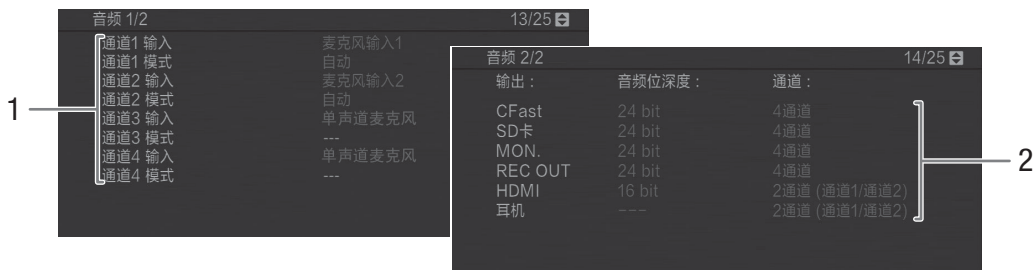 音频 1/2 13/25
通道1 输入 麦克风输入1
通道1 模式 自动
通道2 输入 麦克风输入2
通道2 模式 自动
通道3 输入 单声道麦克风
通道3 模式 ---
通道4 输入 单声道麦克风
通道4 模式 ---
1
音频 2/2 14/25
输出： 音频位深度： 通道：
CFast 24 bit 4通道
SD卡 24 bit 4通道
MON. 24 bit 4通道
REC OUT 24 bit 4通道
HDMI 16 bit 2通道 (通道1/通道2)
耳机 --- 2通道 (通道1/通道2)
2